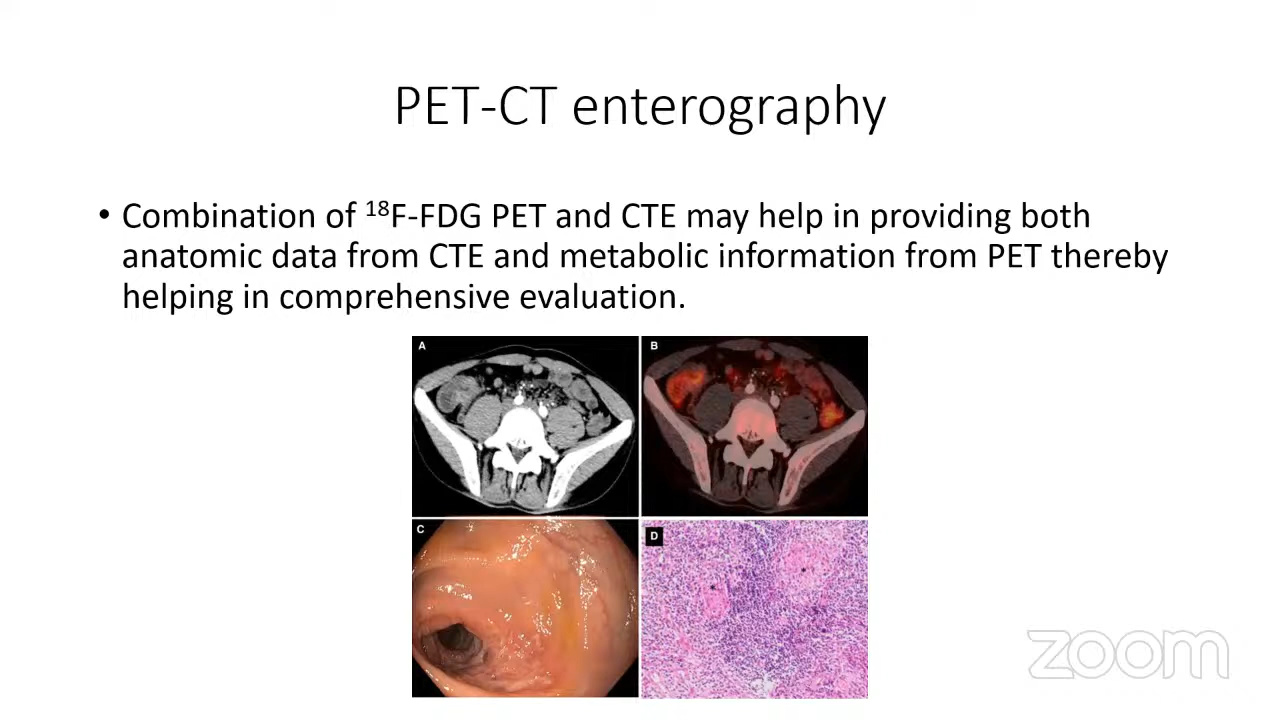 PET-CT enterography
• Combination of ¹⁸F-FDG PET and CTE may help in providing both
anatomic data from CTE and metabolic information from PET thereby
helping in comprehensive evaluation.
A
B
C
D
zoom